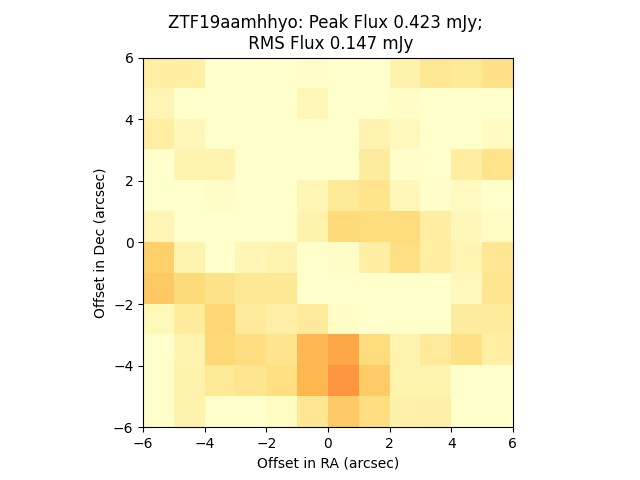 ZTF19aamhhyo: Peak Flux 0.423 mJy;
RMS Flux 0.147 mJy
6
4
2
0
−2
−4
−6
Offset in Dec (arcsec)
−6 −4 −2 0 2 4 6
Offset in RA (arcsec)